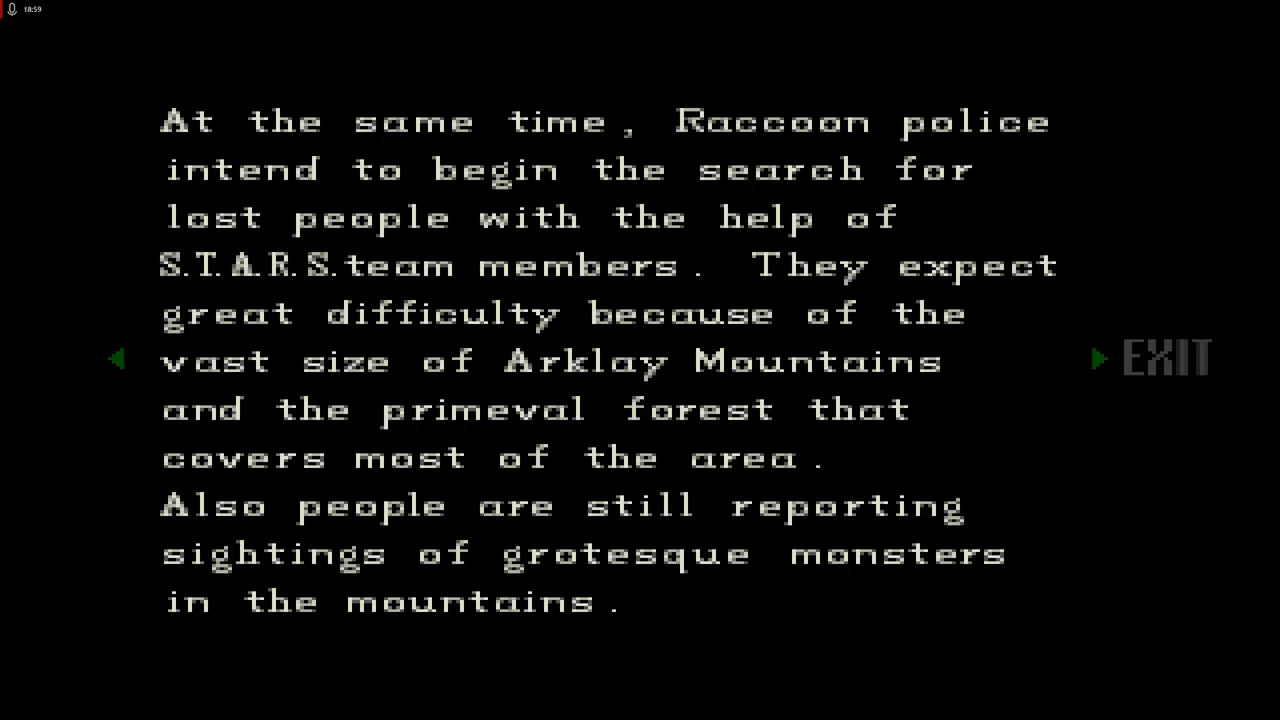 18:59
At the same time, Raccoon police
intend to begin the search for
lost people with the help of
S.T.A.R.S.team members. They expect
great difficulty because of the
vast size of Arklay Mountains
EXIT
and the primeval forest that
covers most of the area.
Also people are still reporting
sightings of grotesque monsters
in the mountains.